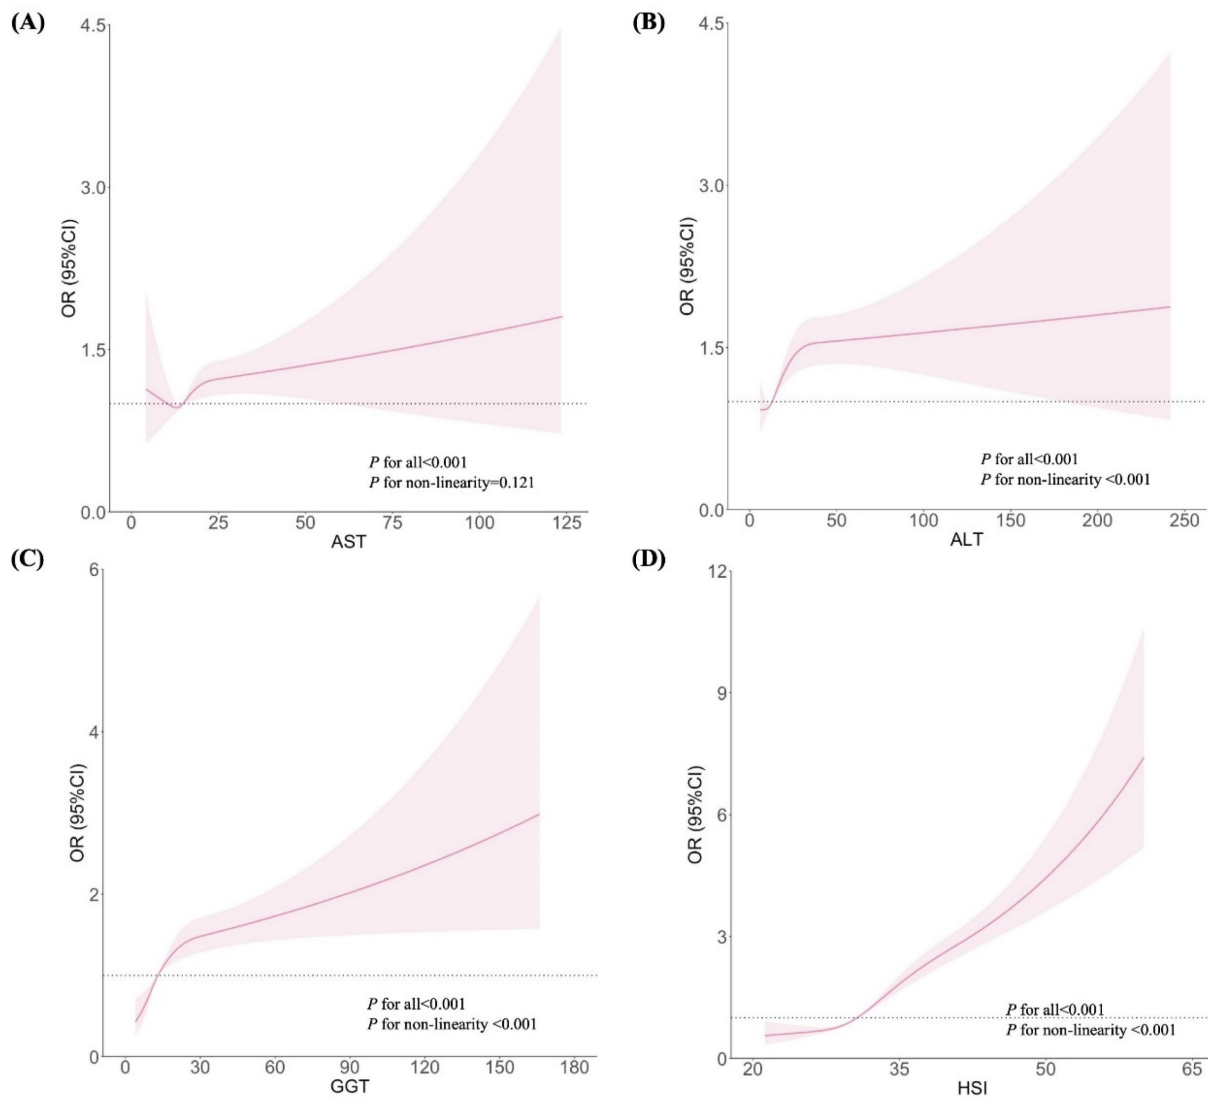 (A)
4.5
3.0
1.5
0.0
OR (95%CI)
P for all<0.001
P for non-linearity=0.121
0 25 50 75 100 125
AST
(B)
4.5
3.0
1.5
0.0
OR (95%CI)
P for all<0.001
P for non-linearity <0.001
0 50 100 150 200 250
ALT
(C)
6
4
2
0
OR (95%CI)
P for all<0.001
P for non-linearity <0.001
0 30 60 90 120 150 180
GGT
(D)
12
9
6
3
0
OR (95%CI)
P for all<0.001
P for non-linearity <0.001
20 35 50 65
HSI